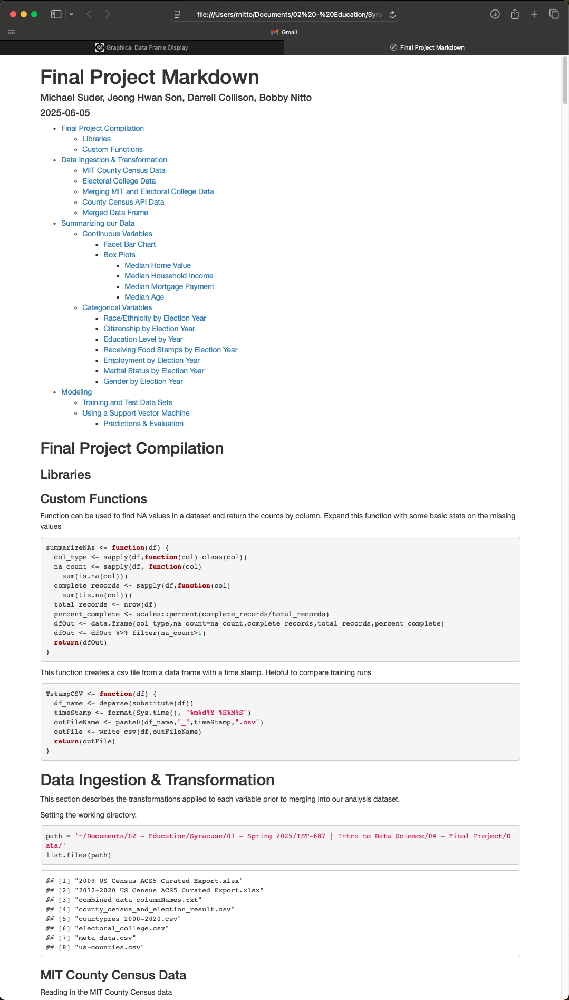 file:///Users/rnitto/Documents/02%20-%20Education/Syra
Gmail
Graphical Data Frame Display
Final Project Markdown
Final Project Markdown
Michael Suder, Jeong Hwan Son, Darrell Collison, Bobby Nitto
2025-06-05
Final Project Compilation
Libraries
Custom Functions
Data Ingestion & Transformation
MIT County Census Data
Electoral College Data
Merging MIT and Electoral College Data
County Census API Data
Merged Data Frame
Summarizing our Data
Continuous Variables
Facet Bar Chart
Box Plots
Median Home Value
Median Household Income
Median Mortgage Payment
Median Age
Categorical Variables
Race/Ethnicity by Election Year
Citizenship by Election Year
Education Level by Year
Receiving Food Stamps by Election Year
Employment by Election Year
Marital Status by Election Year
Gender by Election Year
Modeling
Training and Test Data Sets
Using a Support Vector Machine
Predictions & Evaluation
Final Project Compilation
Libraries
Custom Functions
Function can be used to find NA values in a dataset and return the counts by column. Expand this function with some basic stats on the missing
values
summarizeNAs <- function(df) {
  col_type <- sapply(df,function(col) class(col))
  na_count <- sapply(df, function(col)
    sum(is.na(col)))
  complete_records <- sapply(df,function(col)
    sum(!is.na(col)))
  total_records <- nrow(df)
  percent_complete <- scales::percent(complete_records/total_records)
  dfOut <- data.frame(col_type,na_count=na_count,complete_records,total_records,percent_complete)
  dfOut <- dfOut %>% filter(na_count>1)
  return(dfOut)
}
This function creates a csv file from a data frame with a time stamp. Helpful to compare training runs
TstampCSV <- function(df) {
  df_name <- deparse(substitute(df))
  timeStamp <- format(Sys.time(), "%m%d%Y_%H%M%S")
  outFileName <- paste0(df_name,"_",timeStamp,".csv")
  outFile <- write_csv(df,outFileName)
  return(outFile)
}
Data Ingestion & Transformation
This section describes the transformations applied to each variable prior to merging into our analysis dataset.
Setting the working directory.
path = '~/Documents/02 - Education/Syracuse/01 - Spring 2025/IST-687 | Intro to Data Science/04 - Final Project/D
ata/'
list.files(path)
## [1] "2009 US Census ACS5 Curated Export.xlsx"
## [2] "2012-2020 US Census ACS5 Curated Export.xlsx"
## [3] "combined_data_columnNames.txt"
## [4] "county_census_and_election_result.csv"
## [5] "countypres_2000-2020.csv"
## [6] "electoral_college.csv"
## [7] "meta_data.csv"
## [8] "us-counties.csv"
MIT County Census Data
Reading in the MIT County Census data